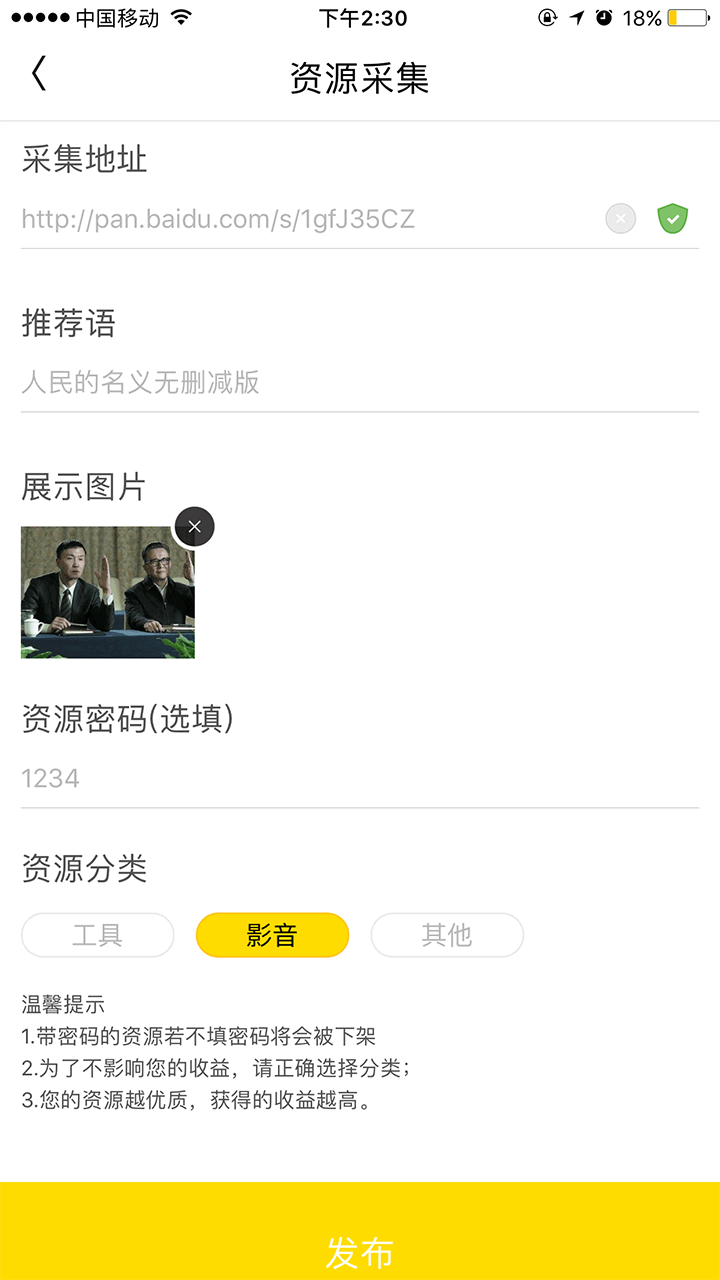 中国移动 下午2:30 18%
资源采集
采集地址
http://pan.baidu.com/s/1gfJ35CZ
推荐语
人民的名义无删减版
展示图片
资源密码(选填)
1234
资源分类
工具 影音 其他
温馨提示
1.带密码的资源若不填密码将会被下架
2.为了不影响您的收益，请正确选择分类；
3.您的资源越优质，获得的收益越高。
发布